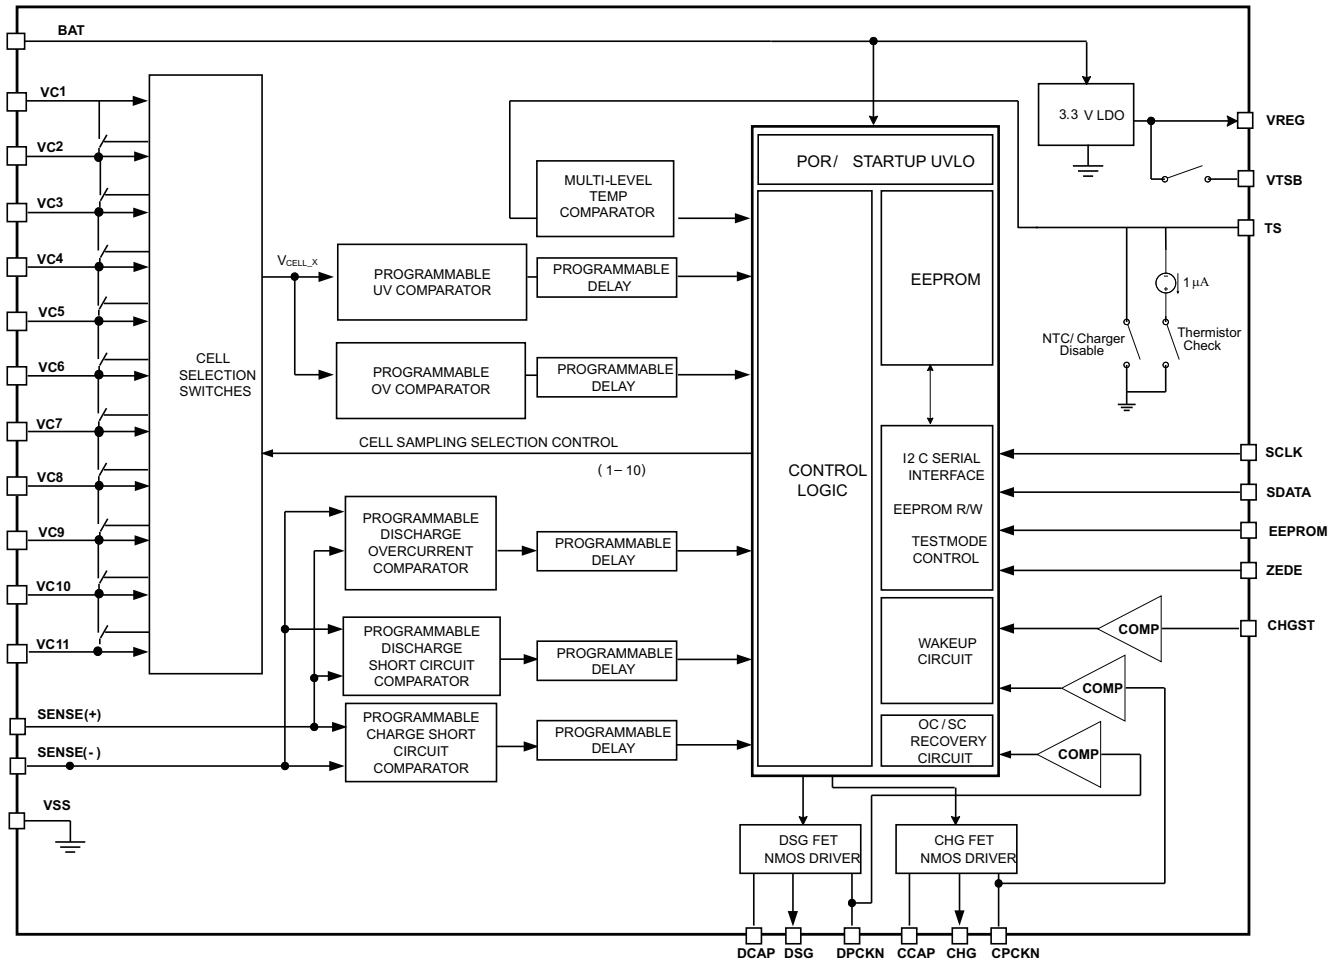 BAT
VC1
VC2
VC3
VC4
VC5
VC6
VC7
VC8
VC9
VC10
VC11
SENSE(+)
SENSE(-)
VSS
CELL
SELECTION
SWITCHES
VCELL_X
MULTI-LEVEL
TEMP
COMPARATOR
PROGRAMMABLE
UV COMPARATOR
PROGRAMMABLE
DELAY
PROGRAMMABLE
OV COMPARATOR
PROGRAMMABLE
DELAY
CELL SAMPLING SELECTION CONTROL
(1–10)
PROGRAMMABLE
DISCHARGE
OVERCURRENT
COMPARATOR
PROGRAMMABLE
DELAY
PROGRAMMABLE
DISCHARGE
SHORT CIRCUIT
COMPARATOR
PROGRAMMABLE
DELAY
PROGRAMMABLE
CHARGE SHORT
CIRCUIT
COMPARATOR
PROGRAMMABLE
DELAY
POR/ STARTUP UVLO
CONTROL
LOGIC
EEPROM
I2 C SERIAL
INTERFACE
EEPROM R/W
TESTMODE
CONTROL
WAKEUP
CIRCUIT
OC/SC
RECOVERY
CIRCUIT
COMP
COMP
COMP
3.3 V LDO
NTC/ Charger
Disable
1 µA
Thermistor
Check
VREG
VTSB
TS
SCLK
SDATA
EEPROM
ZEDE
CHGST
DSG FET
NMOS DRIVER
CHG FET
NMOS DRIVER
DCAP
DSG
DPCKN
CCAP
CHG
CPCKN